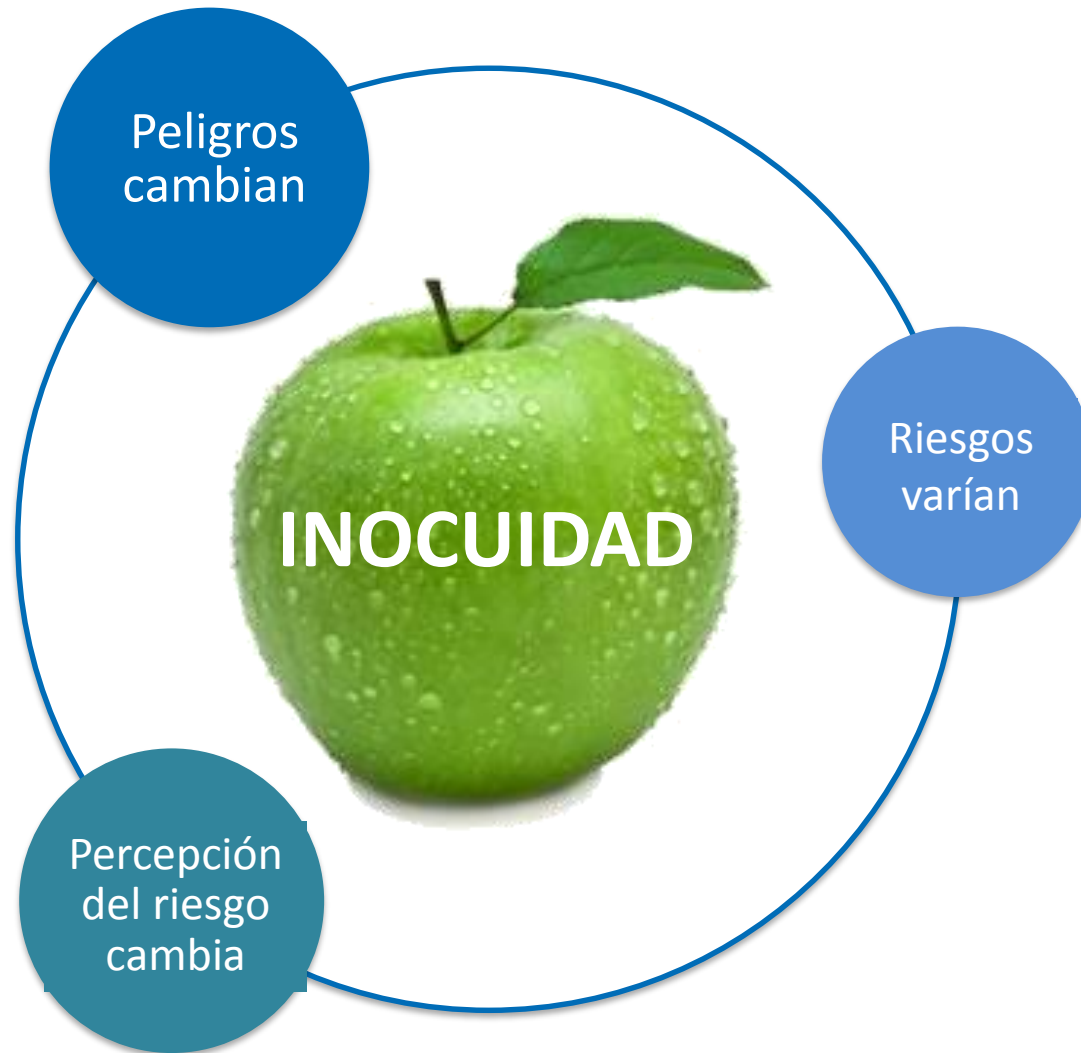 Peligros
cambian
Riesgos
varían
INOCUIDAD
Percepción
del riesgo
cambia